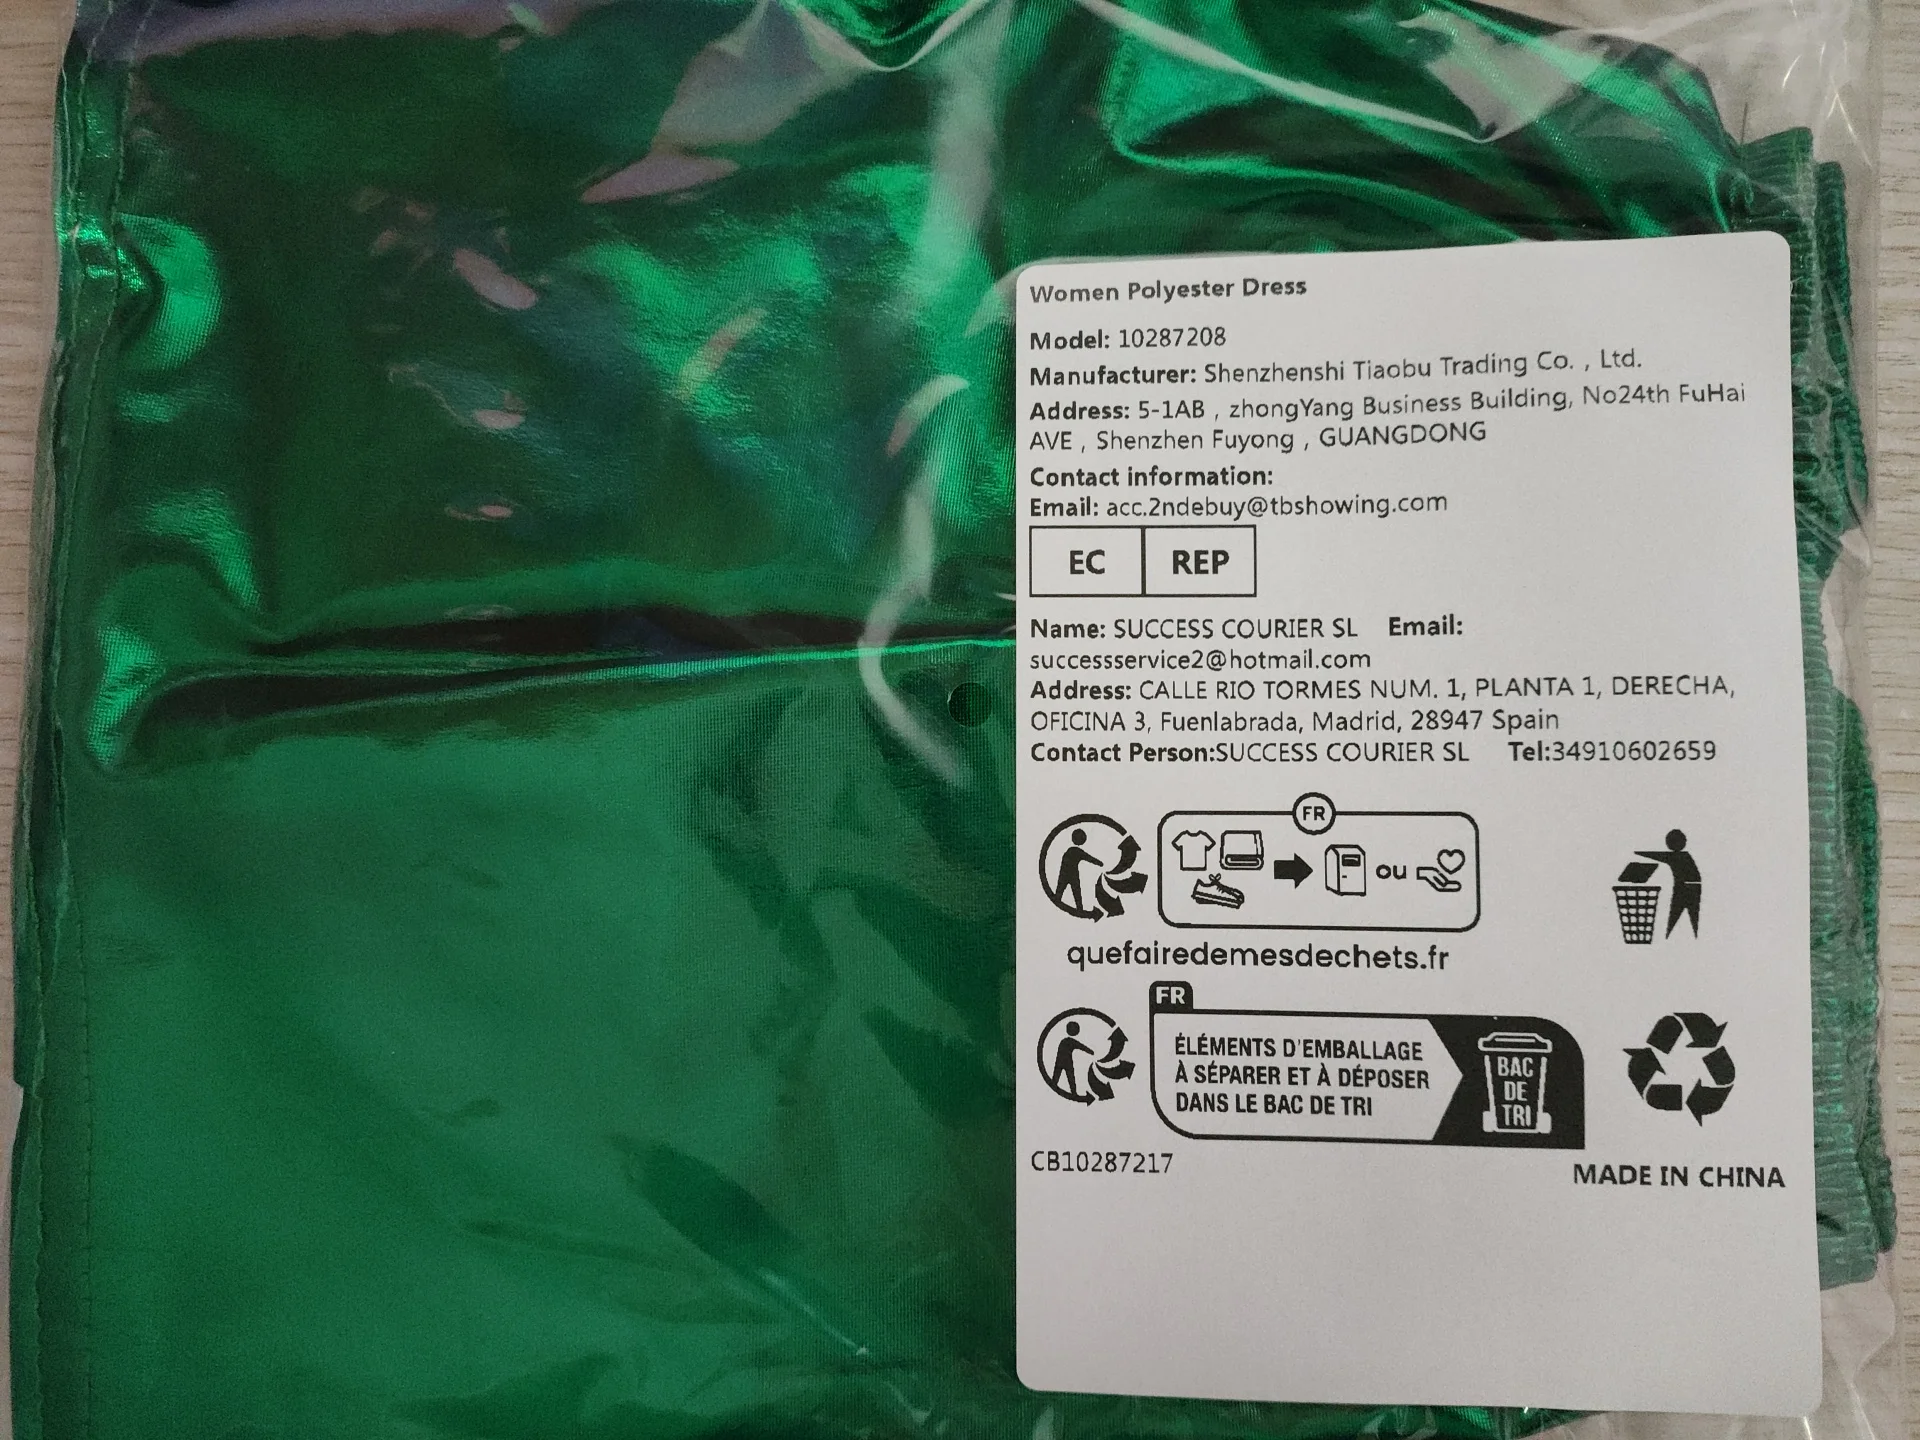 Women Polyester Dress
Model: 10287208
Manufacturer: Shenzhenshi Tiaobu Trading Co. , Ltd.
Address: 5-1AB , zhongYang Business Building, No24th FuHai
AVE , Shenzhen Fuyong , GUANGDONG
Contact information:
Email: acc.2ndebuy@tbshowing.com
EC REP
Name: SUCCESS COURIER SL Email:
successservice2@hotmail.com
Address: CALLE RIO TORMES NUM. 1, PLANTA 1, DERECHA,
OFICINA 3, Fuenlabrada, Madrid, 28947 Spain
Contact Person:SUCCESS COURIER SL Tel:34910602659
FR
ou
quefairedemesdechets.fr
FR
ÉLÉMENTS D'EMBALLAGE
À SÉPARER ET À DÉPOSER
DANS LE BAC DE TRI
BAC
DE
TRI
CB10287217
MADE IN CHINA